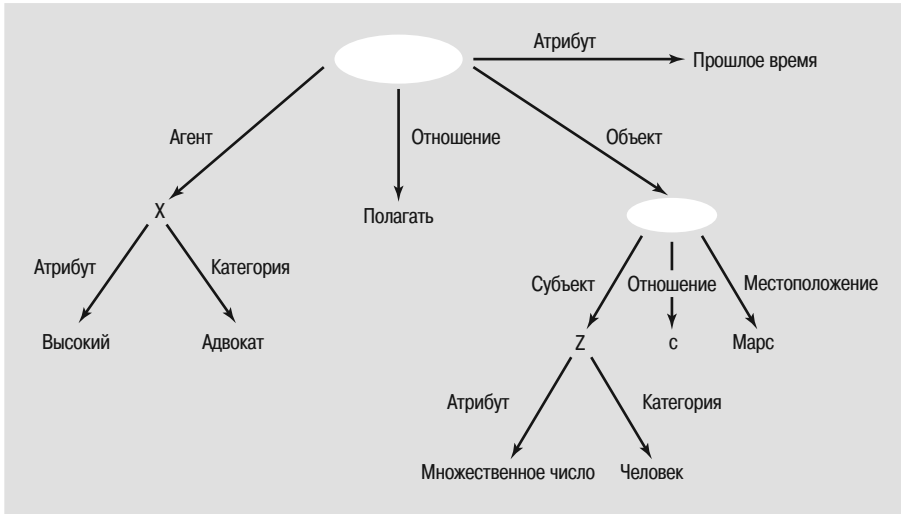 Атрибут
Прошлое время
Агент
Отношение
Объект
X
Полагать
Атрибут
Категория
Субъект
Отношение
Местоположение
Высокий
Адвокат
Z
с
Марс
Атрибут
Категория
Множественное число
Человек